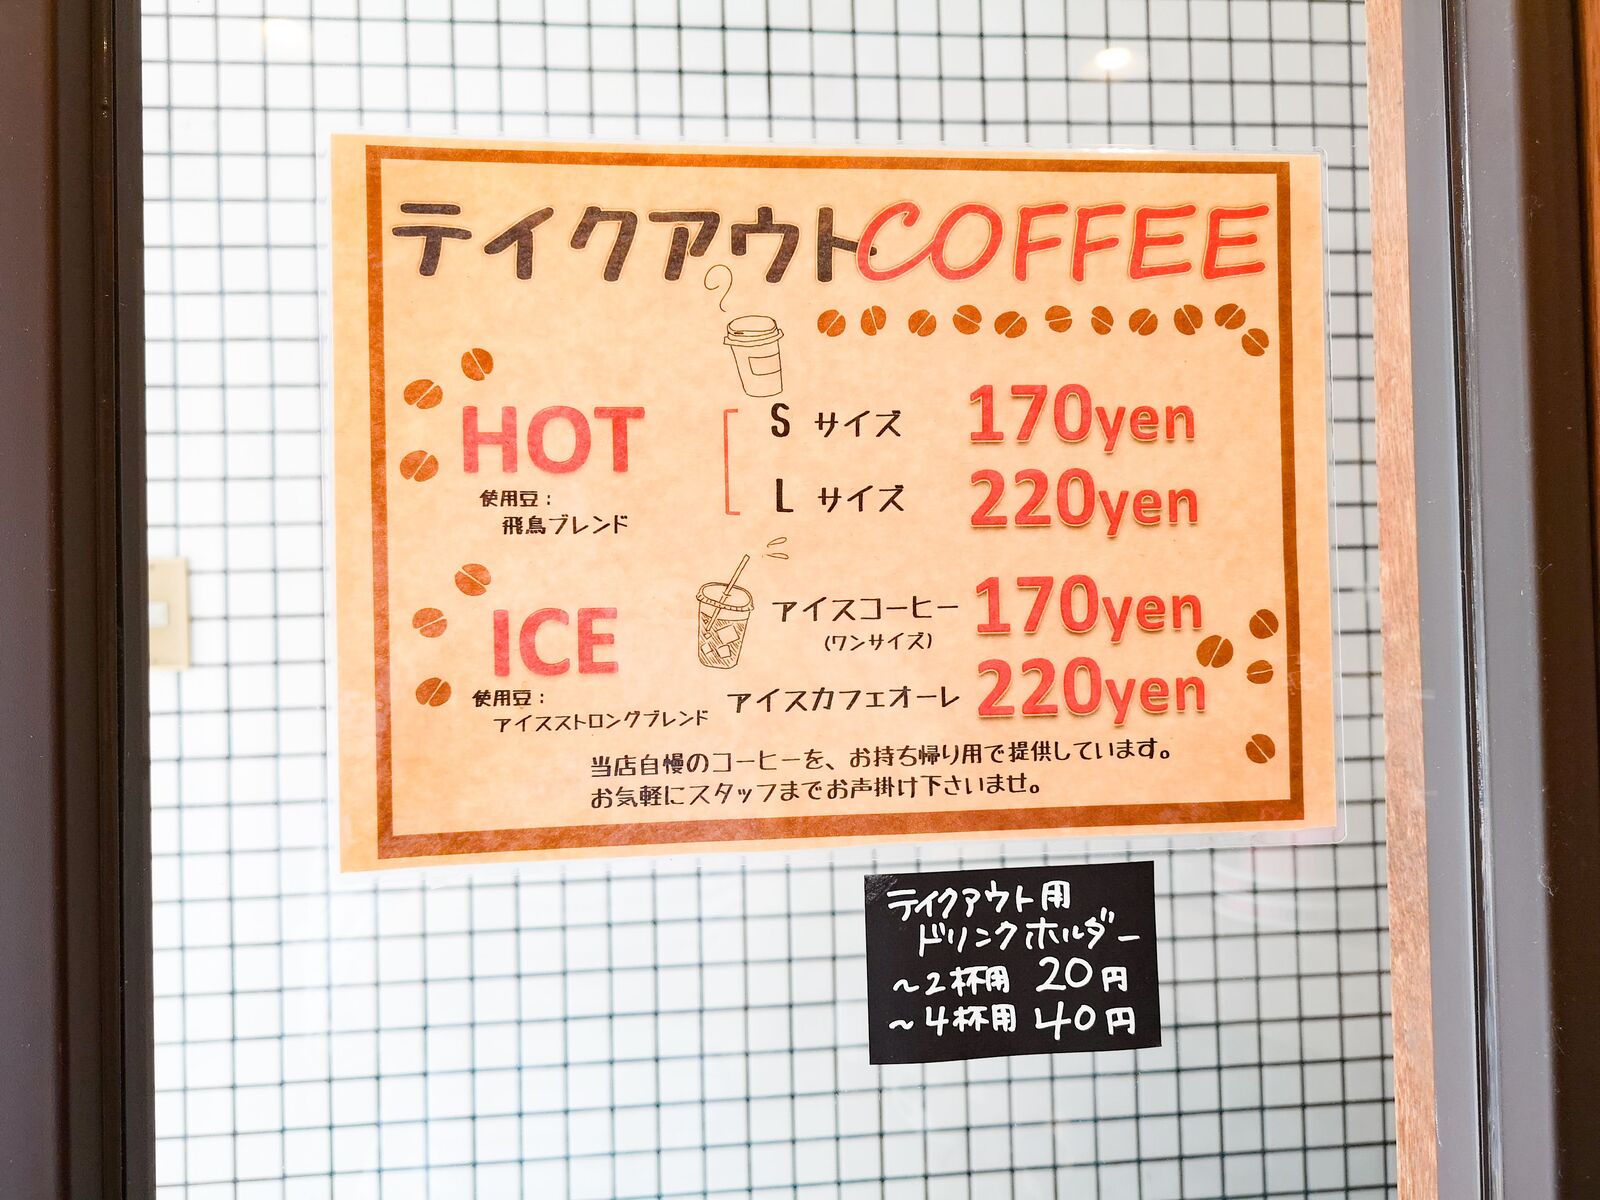 テイクアウトCOFFEE
HOT
使用豆：
飛鳥ブレンド
S サイズ 170yen
L サイズ 220yen
ICE
使用豆：
アイスストロングブレンド
アイスコーヒー 170yen
(ワンサイズ)
アイスカフェオーレ 220yen
当店自慢のコーヒーを、お持ち帰り用で提供しています。
お気軽にスタッフまでお声掛け下さいませ。
テイクアウト用
ドリンクホルダー
～2杯用 20円
～4杯用 40円